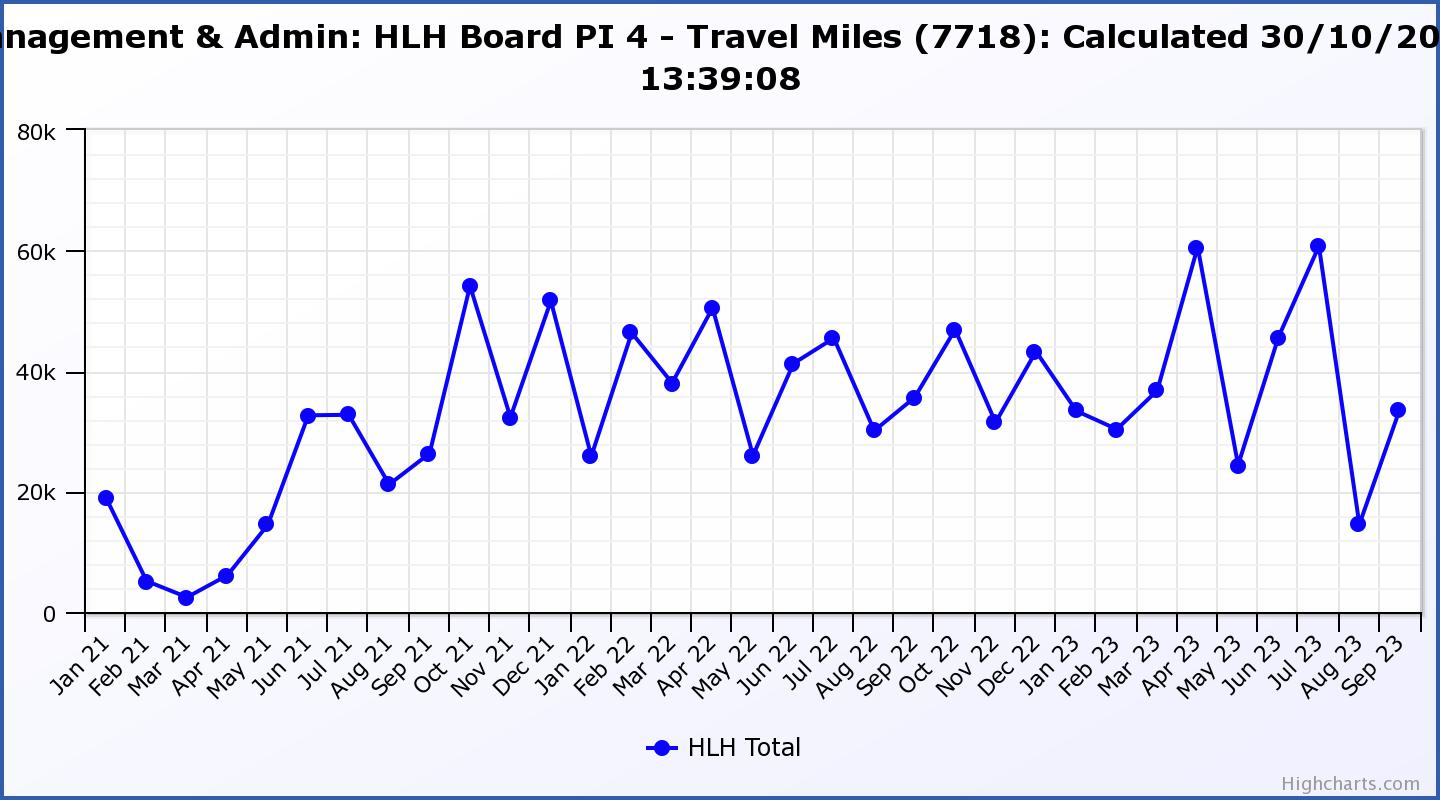 nagement & Admin: HLH Board PI 4 - Travel Miles (7718): Calculated 30/10/20
13:39:08
80k
60k
40k
20k
0
Jan 21
Feb 21
Mar 21
Apr 21
May 21
Jun 21
Jul 21
Aug 21
Sep 21
Oct 21
Nov 21
Dec 21
Jan 22
Feb 22
Mar 22
Apr 22
May 22
Jun 22
Jul 22
Aug 22
Sep 22
Oct 22
Nov 22
Dec 22
Jan 23
Feb 23
Mar 23
Apr 23
May 23
Jun 23
Jul 23
Aug 23
Sep 23
HLH Total
Highcharts.com